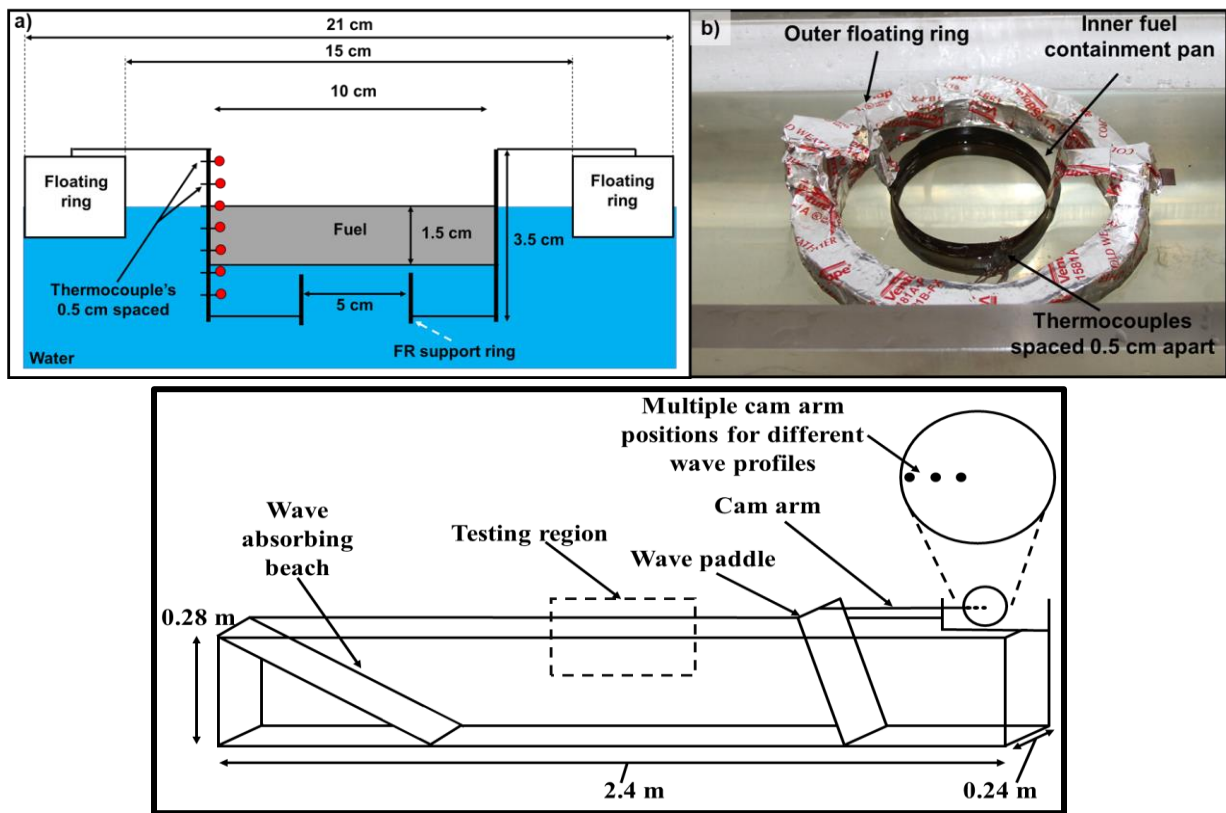 a)
21 cm
15 cm
10 cm
Floating
ring
Fuel
1.5 cm
3.5 cm
Floating
ring
Thermocouple's
0.5 cm spaced
5 cm
FR support ring
Water
b)
Outer floating ring
Inner fuel
containment pan
Thermocouples
spaced 0.5 cm apart
Multiple cam arm
positions for different
wave profiles
Cam arm
Wave
absorbing
beach
Testing region
Wave paddle
0.28 m
2.4 m
0.24 m